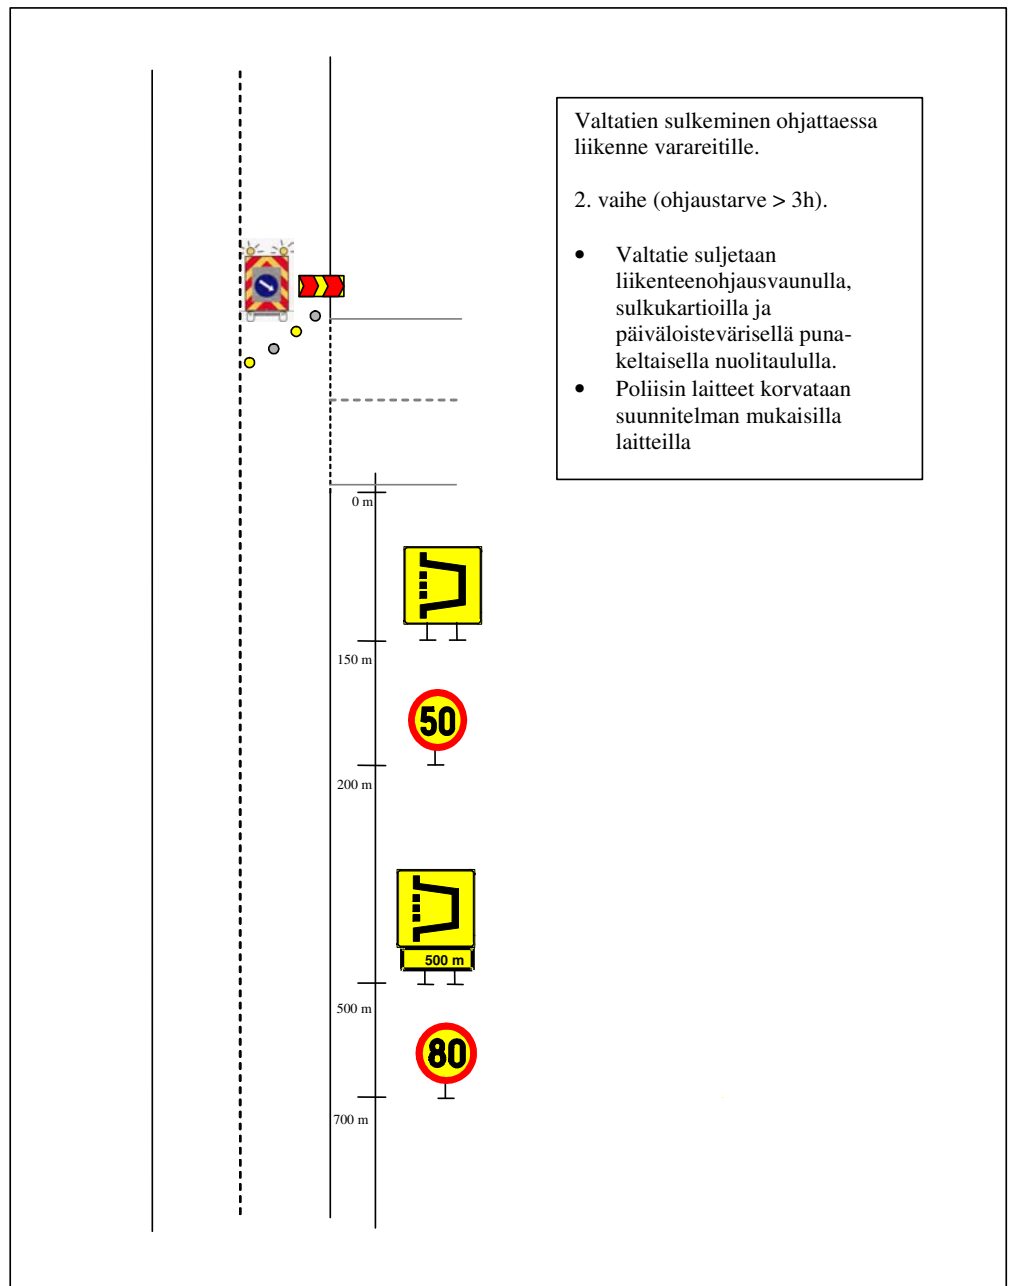 Valtatien sulkeminen ohjattaessa
liikenne varareitille.
2. vaihe (ohjaustarve > 3h).
• Valtatie suljetaan
liikenteenohjausvaunulla,
sulkukartioilla ja
päiväloistevärisellä puna-
keltaisella nuolitaululla.
• Poliisin laitteet korvataan
suunnitelman mukaisilla
laitteilla
0 m
150 m
50
200 m
500 m
500 m
80
700 m